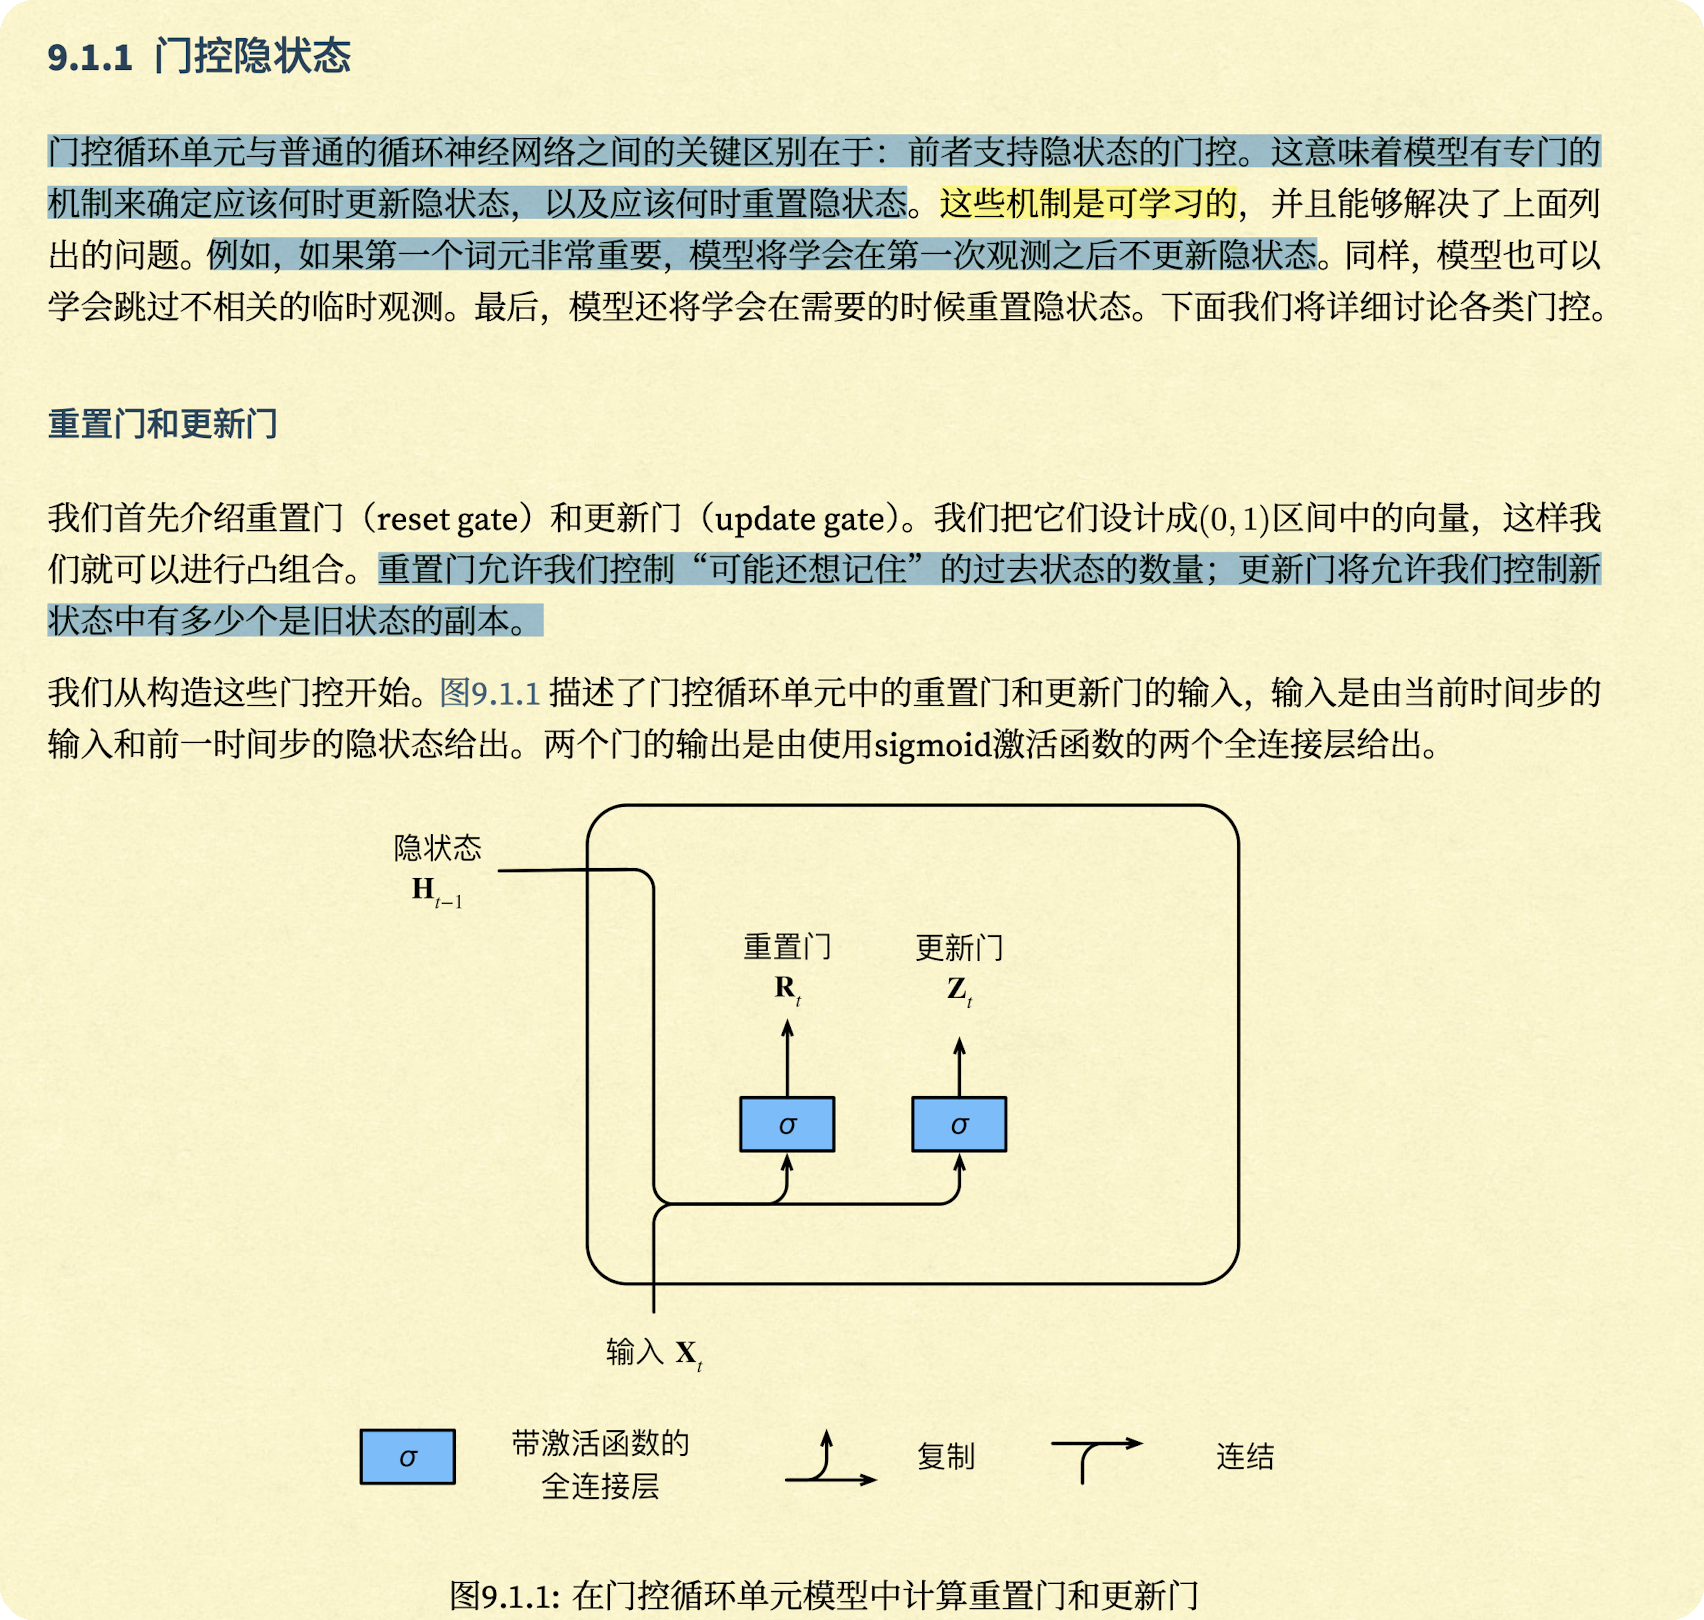 9.1.1 门控隐状态
门控循环单元与普通的循环神经网络之间的关键区别在于：前者支持隐状态的门控。这意味着模型有专门的
机制来确定应该何时更新隐状态，以及应该何时重置隐状态。这些机制是可学习的，并且能够解决了上面列
出的问题。例如，如果第一个词元非常重要，模型将学会在第一次观测之后不更新隐状态。同样，模型也可以
学会跳过不相关的临时观测。最后，模型还将学会在需要的时候重置隐状态。下面我们将详细讨论各类门控。
重置门和更新门
我们首先介绍重置门（reset gate）和更新门（update gate）。我们把它们设计成(0, 1)区间中的向量，这样我
们就可以进行凸组合。重置门允许我们控制“可能还想记住”的过去状态的数量；更新门将允许我们控制新
状态中有多少个是旧状态的副本。
我们从构造这些门控开始。图9.1.1 描述了门控循环单元中的重置门和更新门的输入，输入是由当前时间步的
输入和前一时间步的隐状态给出。两个门的输出是由使用sigmoid激活函数的两个全连接层给出。
隐状态
H_{t−1}
重置门
R_t
更新门
Z_t
σ
σ
输入 X_t
σ
带激活函数的
全连接层
复制
连结
图9.1.1: 在门控循环单元模型中计算重置门和更新门